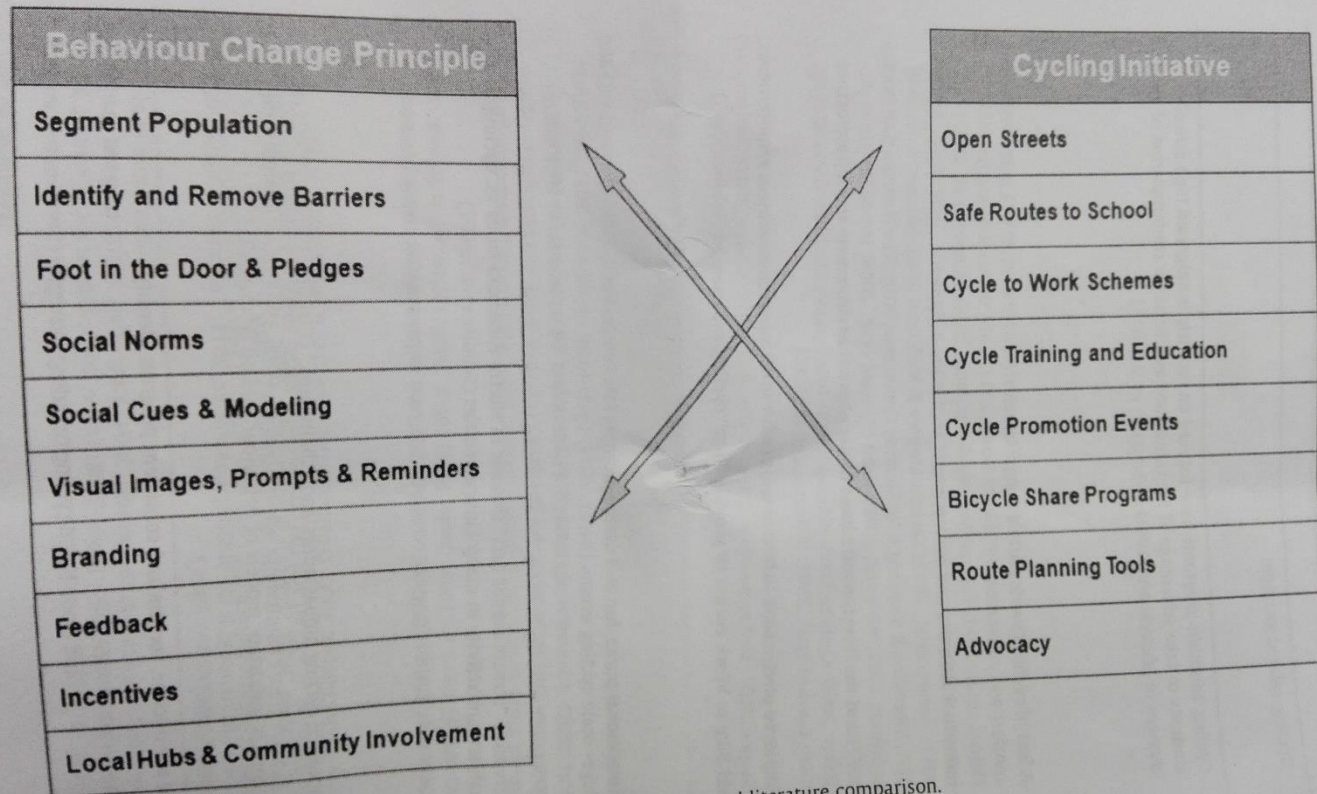 Behaviour Change Principle
Segment Population
Identify and Remove Barriers
Foot in the Door & Pledges
Social Norms
Social Cues & Modeling
Visual Images, Prompts & Reminders
Branding
Feedback
Incentives
Local Hubs & Community Involvement
Cycling Initiative
Open Streets
Safe Routes to School
Cycle to Work Schemes
Cycle Training and Education
Cycle Promotion Events
Bicycle Share Programs
Route Planning Tools
Advocacy
literature comparison.